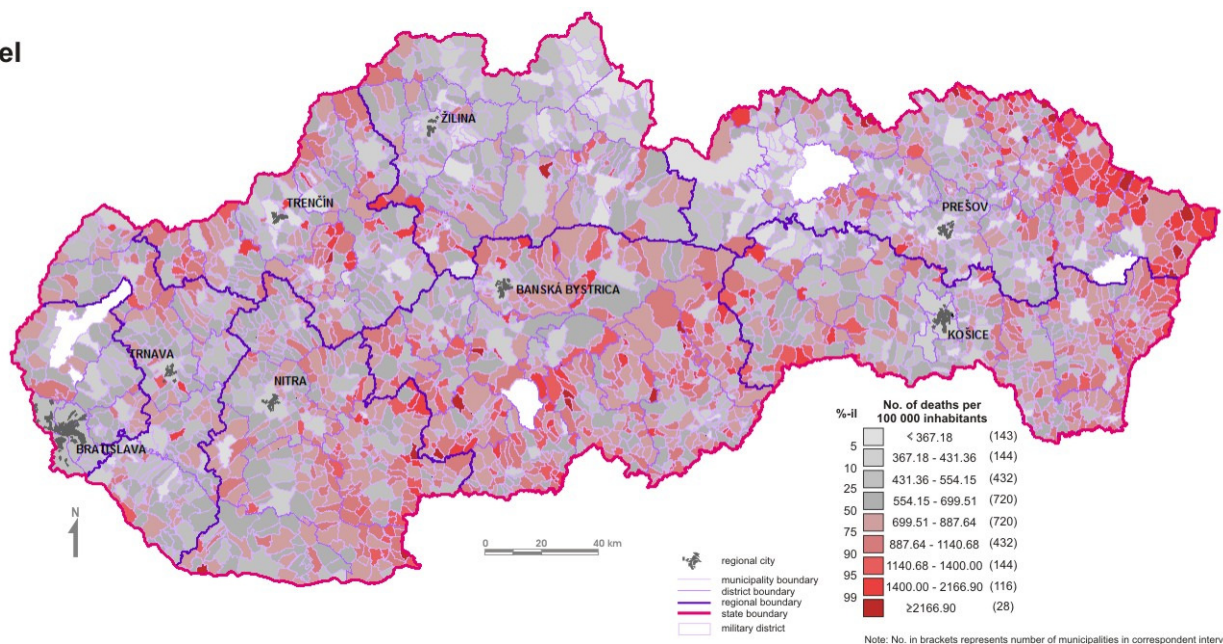 el
ŽILINA
TRENČÍN
PREŠOV
BANSKÁ BYSTRICA
KOŠICE
TRNAVA
NITRA
BRATISLAVA
N
0 20 40 km
regional city
municipality boundary
district boundary
regional boundary
state boundary
military district
%-il No. of deaths per
100 000 inhabitants
< 367.18 (143)
5
367.18 - 431.36 (144)
10
431.36 - 554.15 (432)
25
554.15 - 699.51 (720)
50
699.51 - 887.64 (720)
75
887.64 - 1140.68 (432)
90
1140.68 - 1400.00 (144)
95
1400.00 - 2166.90 (116)
99
≥2166.90 (28)
Note: No. in brackets represents number of municipalities in correspondent interv